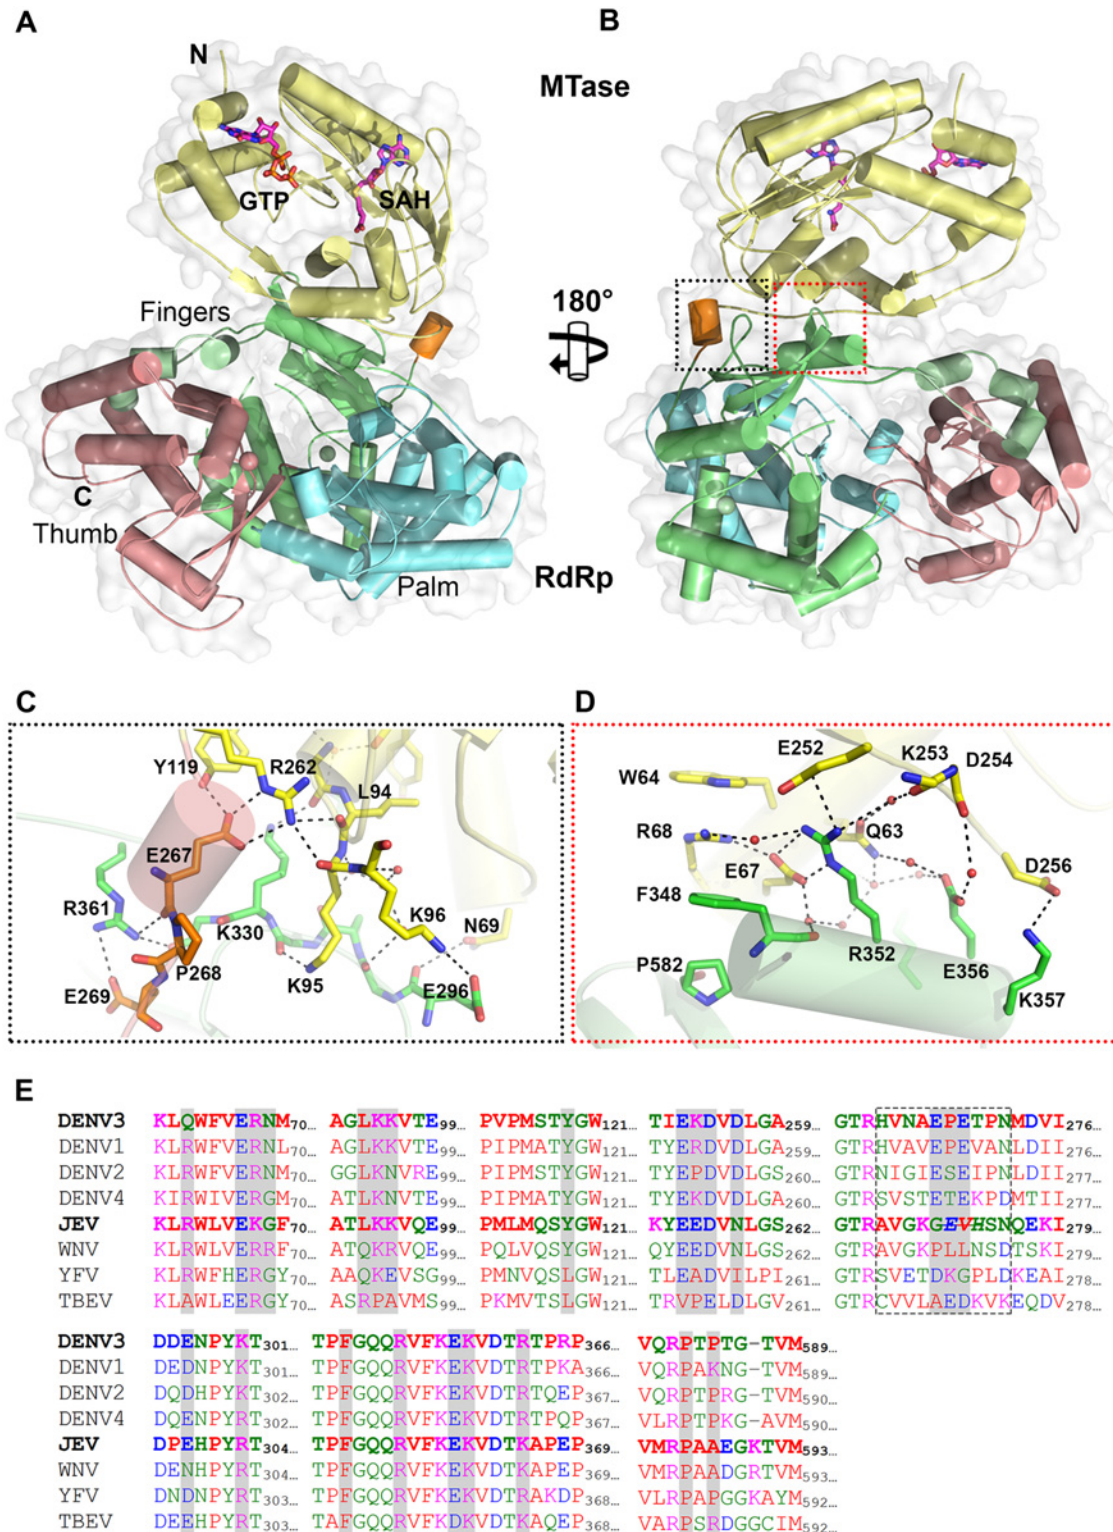 A
B
N
MTase
GTP
SAH
Fingers
180°
C
Thumb
Palm
RdRp
C
D
Y119
R262
L94
E267
R361
K330
K96
N69
P268
K95
E269
E296
E252
K253
D254
W64
R68
Q63
E67
D256
F348
R352
P582
E356
K357
E
DENV3 KLQWFVERNM70… AGLKKVTE99… PVPMSTYGW121… TIEKDVDLGA259… GTRHVNAEPETPNMDVI276…
DENV1 KLRWFVERNL70… AGLKKVTE99… PIPMATYGW121… TYERDVDLGA259… GTRHVAVEPEVANLDVI276…
DENV2 KLRWFVERNM70… GGLKNVRE99… PIPMSTYGW121… TYEPDVDLGS260… GTRNIGIESEIPNLDII277…
DENV4 KIRWIVERGM70… ATLKNVTE99… PIPMATYGW121… TYEKDVDLGA260… GTRSVSTETEKPDMTII277…
JEV KLRWLVEKGF70… ATLKKVQE99… PMLMQSYGW121… KYEEDVNLGS262… GTRAVGKGEVHSNQEKI279…
WNV KLRWLVERRF70… ATQKRVQE99… PQLVQSYGW121… QYEEDVNLGS262… GTRAVGKPLLNSDTSKI279…
YFV KLRWFHERGY70… AAQKEVSG99… PMNVQSLGW121… TLEADVILPI261… GTRSVETDKGPLDKEAI278…
TBEV KLAWLEERGY70… ASRPAVMS99… PKMVTSLGW121… TRVPELDLGV261… GTRCVVLAEDKVKEQDV278…
DENV3 DDENPYKT301… TPFGQQRVFKEKVDTRTPRP366… VQRPTPTG-TVM589…
DENV1 DEDNPYKT301… TPFGQQRVFKEKVDTRTPKA366… VQRPAKNG-TVM589…
DENV2 DQDHPYKT302… TPFGQQRVFKEKVDTRTQEP367… VQRPTPRG-TVM590…
DENV4 DQENPYRT302… TPFGQQRVFKEKVDTRTPQP367… VLRPTKG-AVM590…
JEV DPEHPYRT304… TPFGQQRVFKEKVDTKAPEP369… VMRPAAEGKTVM593…
WNV DENHPYRT304… TPFGQQRVFKEKVDTKAPEP369… VMRPAADGRTVM593…
YFV DNDNPYRT303… TPFGQQRVFKDKVDTRAKDP368… VLRPAPGGKAYM592…
TBEV DEEHPYRT303… TAFGQQRVFKEKVDTKAQEP368… VARPSRDGGCIM592…